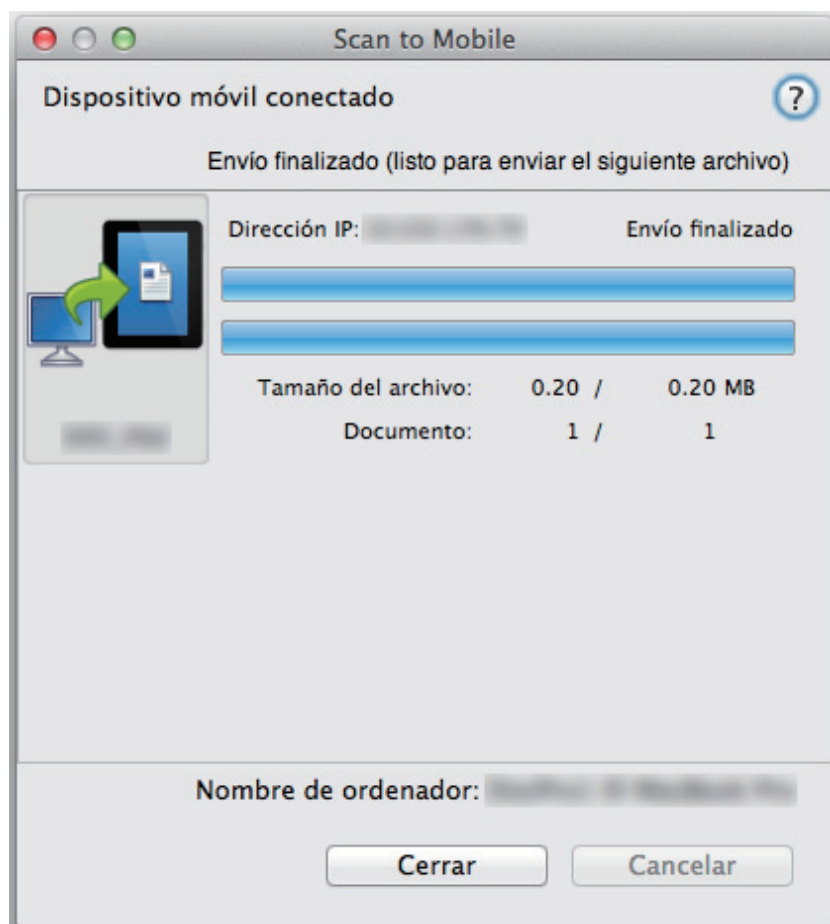 Scan to Mobile
Dispositivo móvil conectado
?
Envío finalizado (listo para enviar el siguiente archivo)
Dirección IP: Envío finalizado
Tamaño del archivo: 0.20 / 0.20 MB
Documento: 1 / 1
Nombre de ordenador:
Cerrar Cancelar